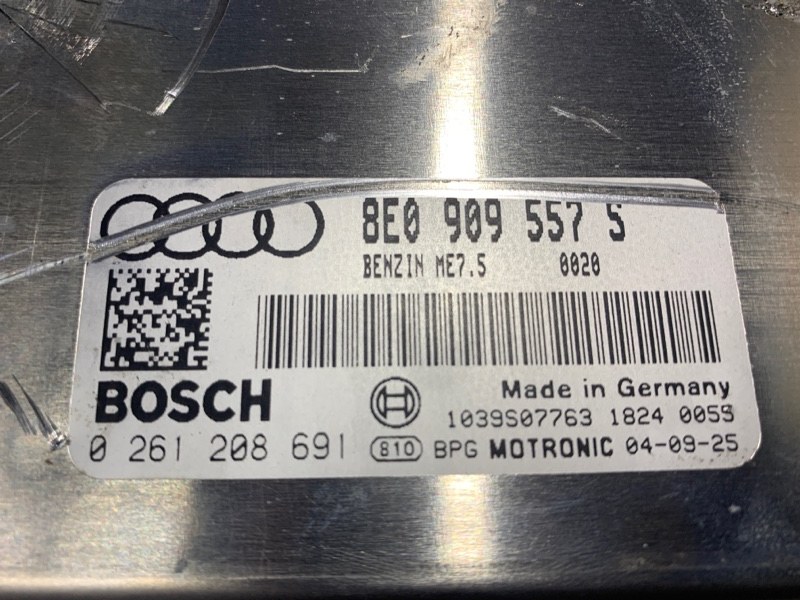 8E0 909 557 S
BENZIN ME7.5 0020
BOSCH
Made in Germany
1039S07763 1824 0055
0 261 208 691 810 BPG MOTRONIC 04-09-25